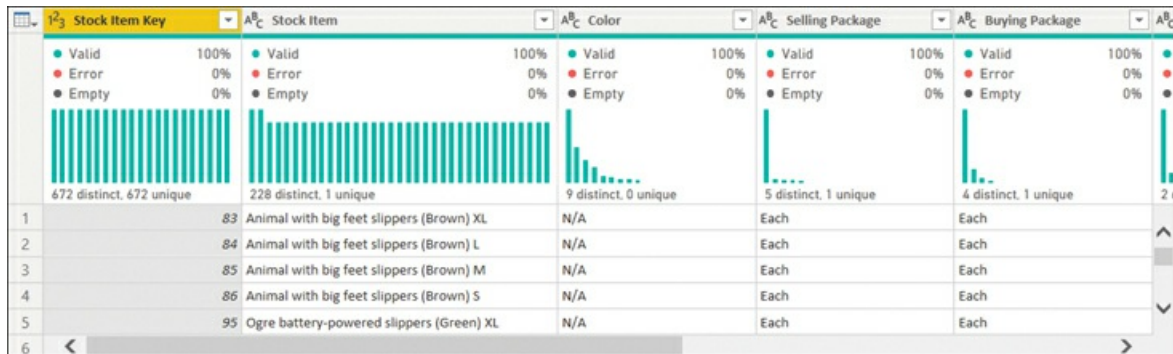 1²3 Stock Item Key ABC Stock Item ABC Color ABC Selling Package ABC Buying Package ABC
Valid 100% Valid 100% Valid 100% Valid 100% Valid 100%
Error 0% Error 0% Error 0% Error 0% Error 0%
Empty 0% Empty 0% Empty 0% Empty 0% Empty 0%
672 distinct, 672 unique 228 distinct, 1 unique 9 distinct, 0 unique 5 distinct, 1 unique 4 distinct, 1 unique 2
1 83 Animal with big feet slippers (Brown) XL N/A Each Each
2 84 Animal with big feet slippers (Brown) L N/A Each Each
3 85 Animal with big feet slippers (Brown) M N/A Each Each
4 86 Animal with big feet slippers (Brown) S N/A Each Each
5 95 Ogre battery-powered slippers (Green) XL N/A Each Each
6